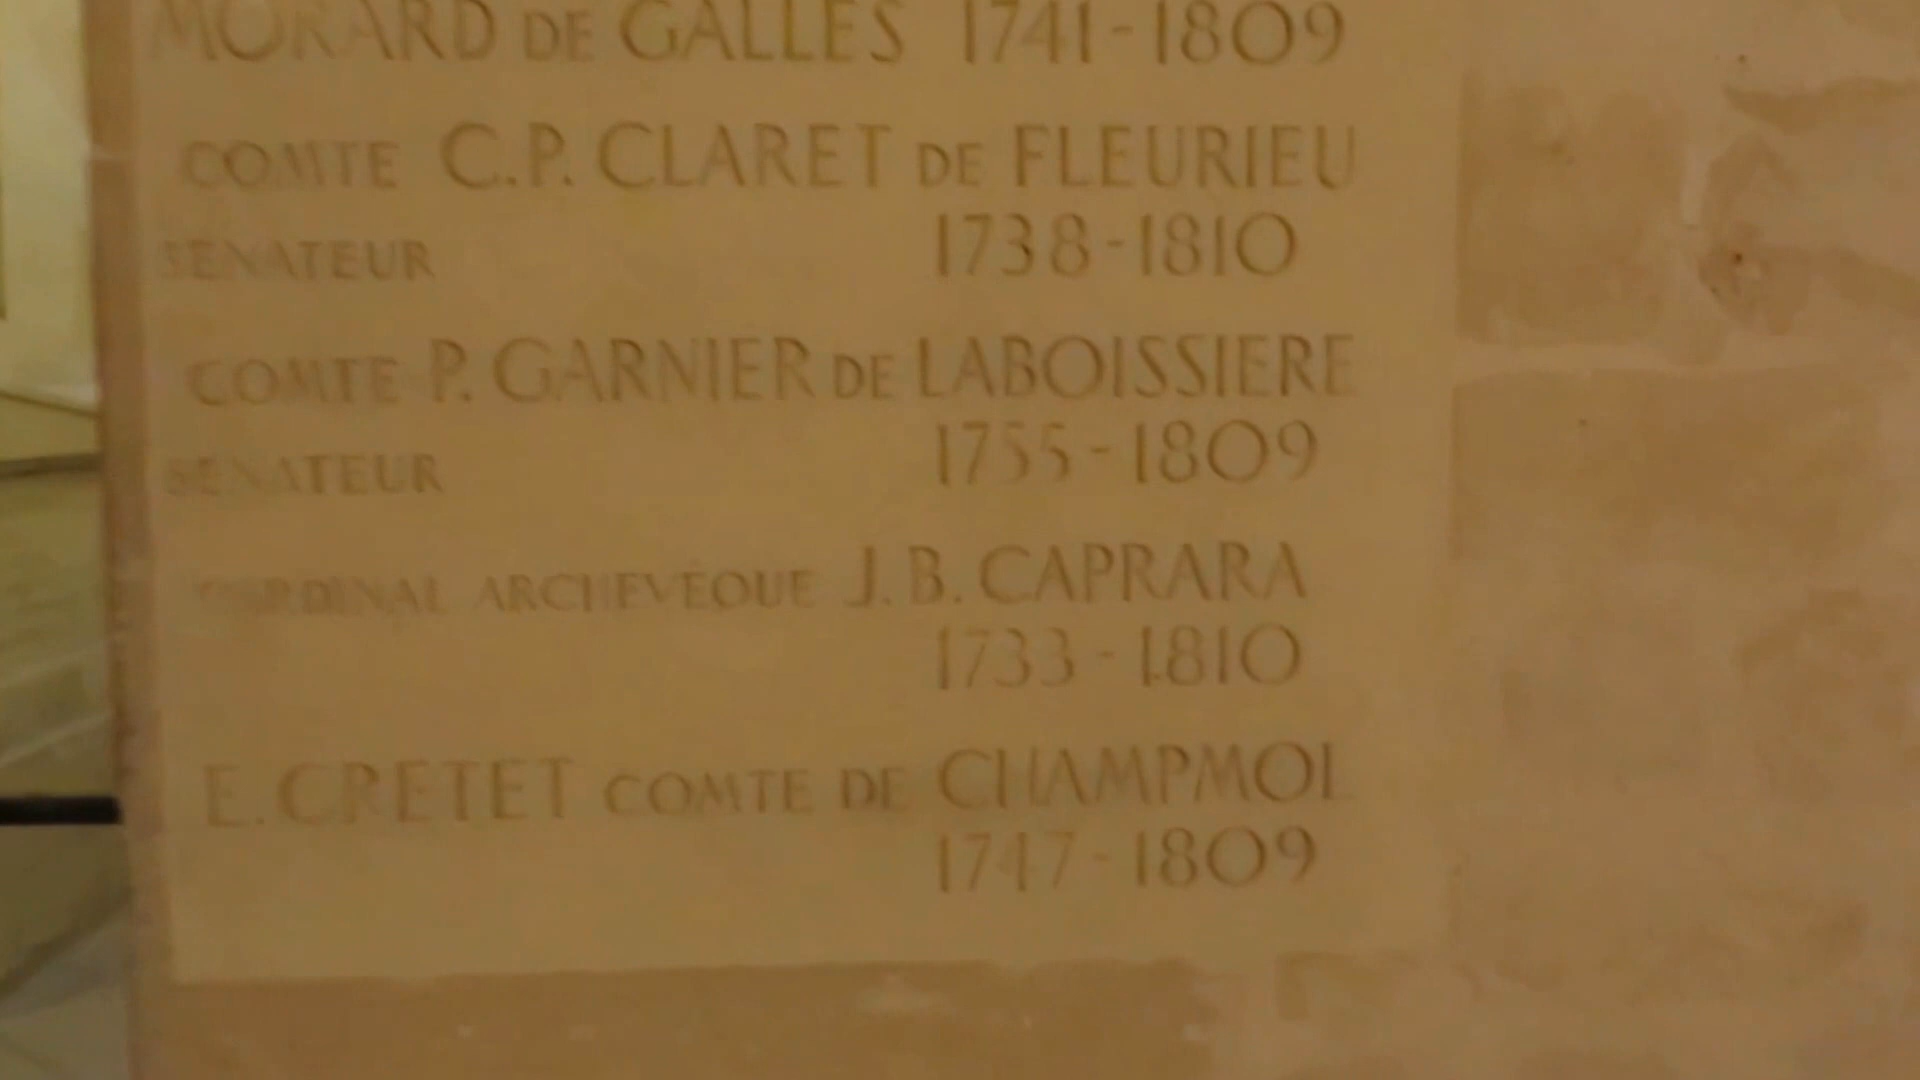 MORARD DE GALLES 1741-1809
COMTE C.P. CLARET DE FLEURIEU
SENATEUR 1738-1810
COMTE P. GARNIER DE LABOISSIERE
SENATEUR 1755-1809
CARDINAL ARCHEVÊQUE J.B. CAPRARA
1733-1810
E. CRETET COMTE DE CHAMPMOL
1747-1809